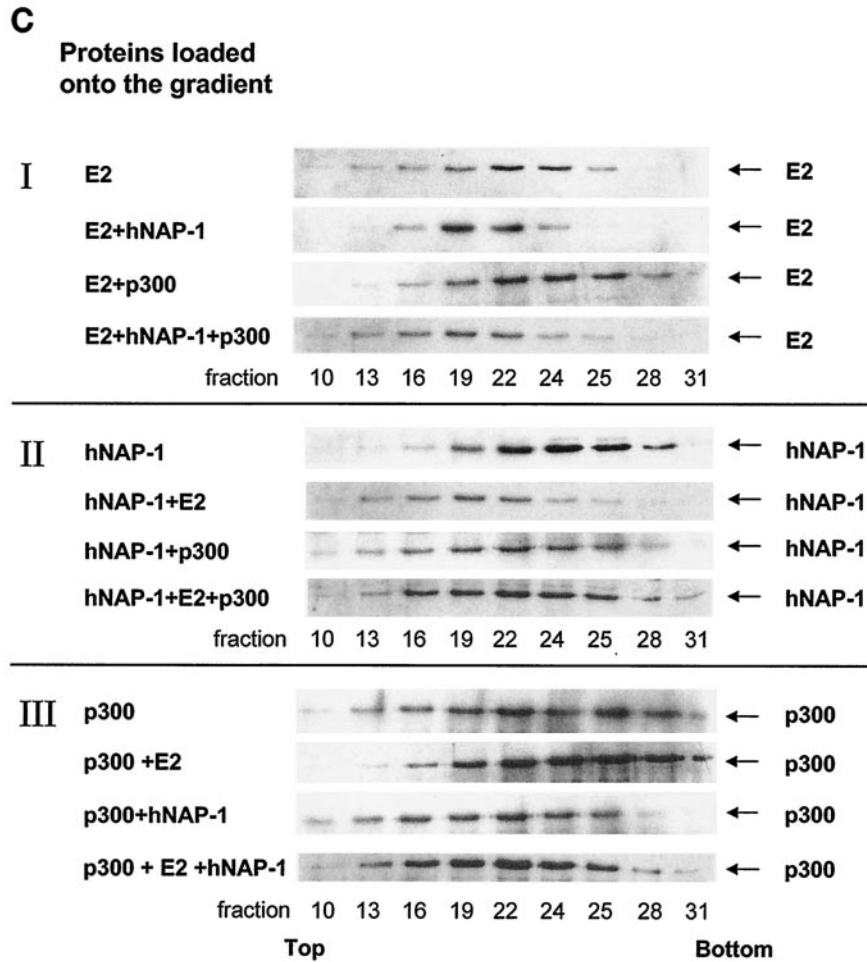 C
Proteins loaded
onto the gradient
I E2 ← E2
E2+hNAP-1 ← E2
E2+p300 ← E2
E2+hNAP-1+p300 ← E2
fraction 10 13 16 19 22 24 25 28 31
II hNAP-1 ← hNAP-1
hNAP-1+E2 ← hNAP-1
hNAP-1+p300 ← hNAP-1
hNAP-1+E2+p300 ← hNAP-1
fraction 10 13 16 19 22 24 25 28 31
III p300 ← p300
p300 +E2 ← p300
p300+hNAP-1 ← p300
p300 + E2 +hNAP-1 ← p300
fraction 10 13 16 19 22 24 25 28 31
Top Bottom